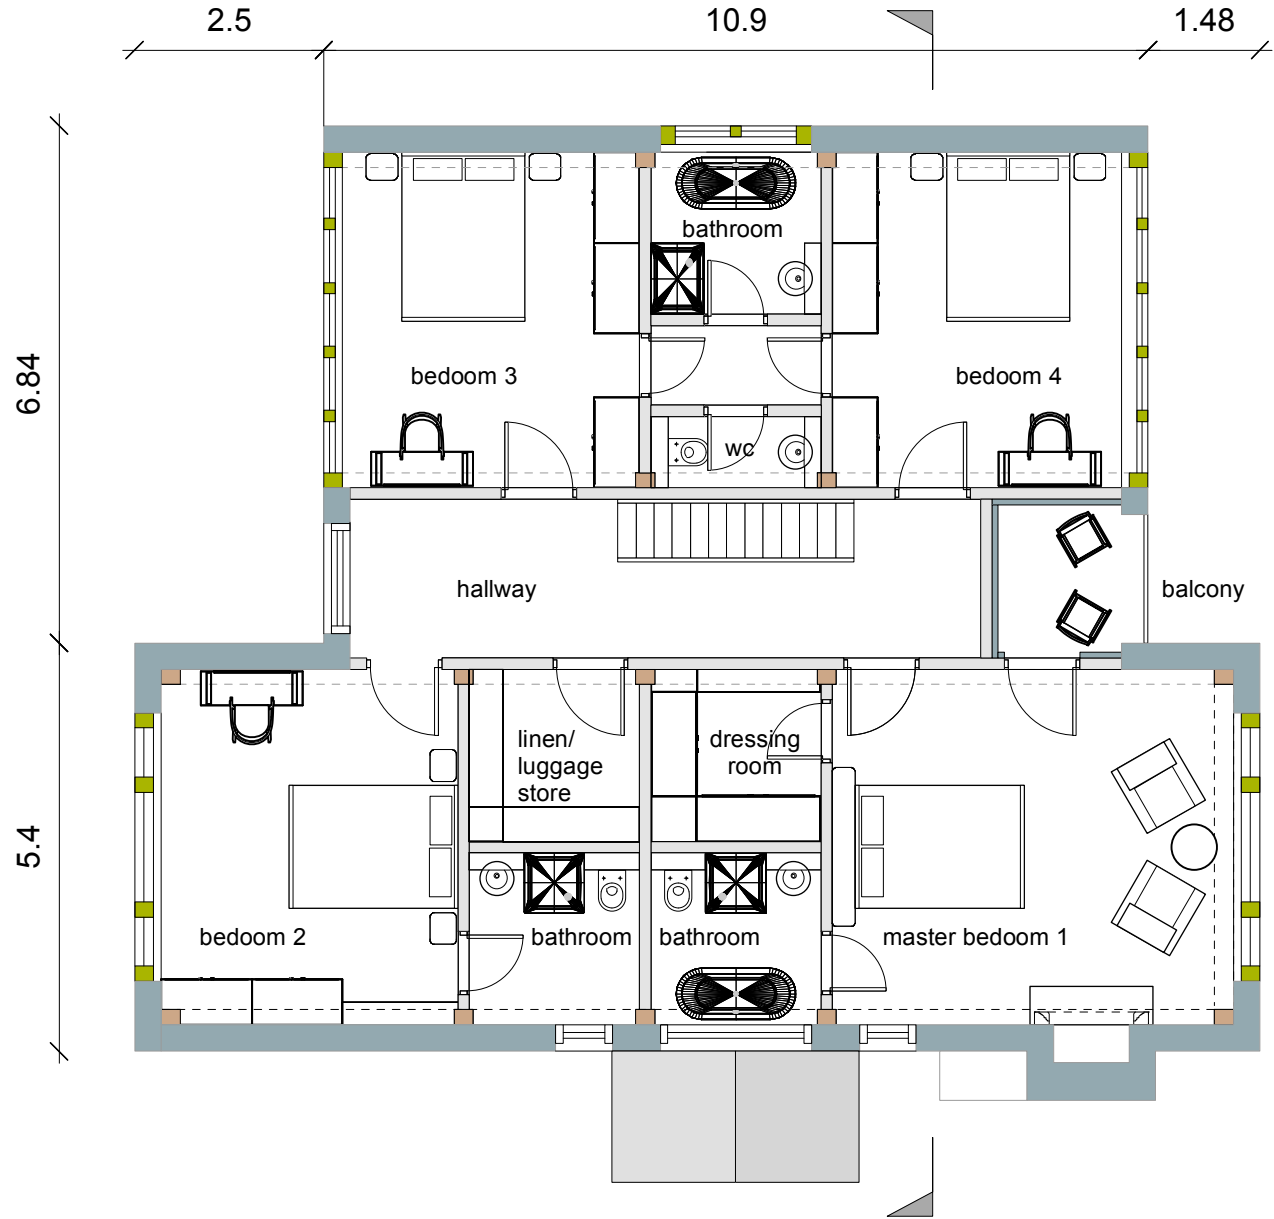 2.5
10.9
1.48
6.84
5.4
bathroom
bedoom 3
bedoom 4
wc
hallway
balcony
linen/
luggage
store
dressing
room
bedoom 2
bathroom
bathroom
master bedoom 1